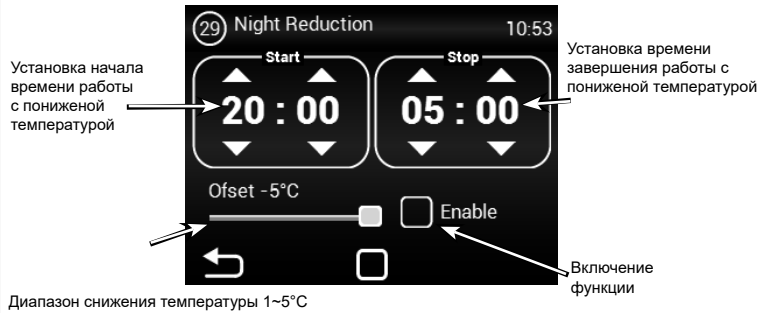 29 Night Reduction 10:53
Start
Stop
Установка начала
времени работы
с пониженой
температурой
20 : 00
05 : 00
Установка времени
завершения работы с
пониженой температурой
Ofset -5°C
Enable
Включение
функции
Диапазон снижения температуры 1~5°C